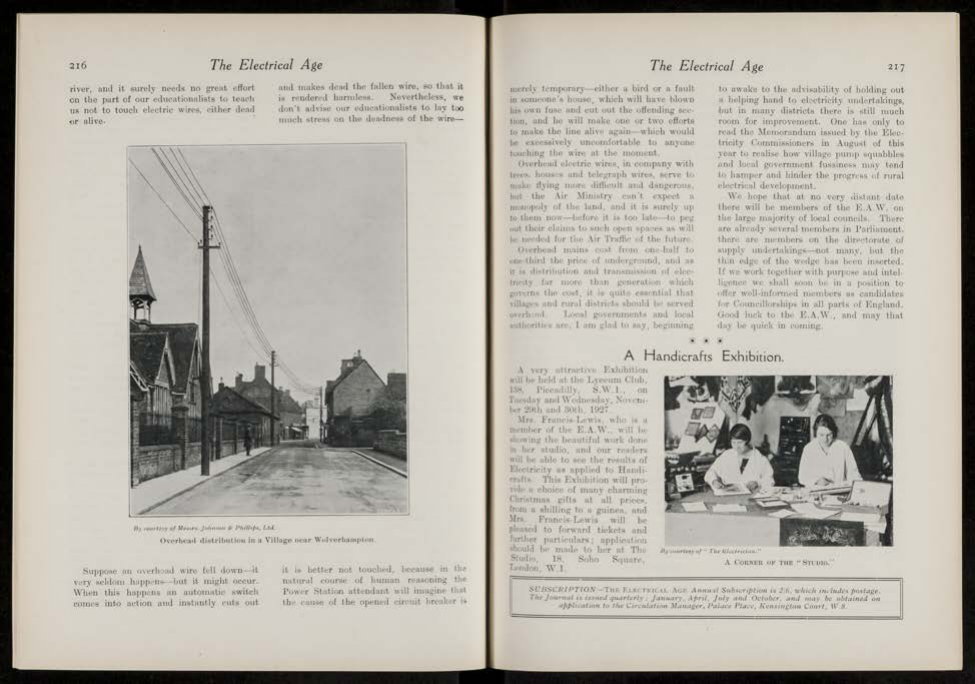 216
The Electrical Age
river, and it surely needs no great effort
on the part of our educationalists to teach
us not to touch electric wires, either dead
or alive.
and makes dead the fallen wire, so that it
is rendered harmless. Nevertheless, we
don't advise our educationalists to lay too
much stress on the deadness of the wire—
By courtesy of Messrs. Johnson & Phillips, Ltd.
Overhead distribution in a Village near Wolverhampton.
Suppose an overhead wire fell down—it
very seldom happens—but it might occur.
When this happens an automatic switch
comes into action and instantly cuts out
it is better not touched, because in the
natural course of human reasoning the
Power Station attendant will imagine that
the cause of the opened circuit breaker is
The Electrical Age
217
merely temporary—either a bird or a fault
in someone's house, which will have blown
his own fuse and cut out the offending sec-
tion, and he will make one or two efforts
to make the line alive again—which would
be excessively uncomfortable to anyone
touching the wire at the moment.
Overhead electric wires, in company with
trees, houses and telegraph wires, serve to
make flying more difficult and dangerous,
but the Air Ministry can't expect a
monopoly of the land, and it is surely up
to them now—before it is too late—to peg
out their claims to such open spaces as will
be needed for the Air Traffic of the future.
Overhead mains cost from one-half to
one-third the price of underground, and as
it is distribution and transmission of elec-
tricity far more than generation which
governs the cost, it is quite essential that
villages and rural districts should be served
overhead. Local governments and local
authorities are, I am glad to say, beginning
to awake to the advisability of holding out
a helping hand to electricity undertakings,
but in many districts there is still much
room for improvement. One has only to
read the Memorandum issued by the Elec-
tricity Commissioners in August of this
year to realise how village pump squabbles
and local government fussiness may tend
to hamper and hinder the progress of rural
electrical development.
We hope that at no very distant date
there will be members of the E.A.W. on
the large majority of local councils. There
are already several members in Parliament,
there are members on the directorate of
supply undertakings—not many, but the
thin edge of the wedge has been inserted.
If we work together with purpose and intel-
ligence we shall soon be in a position to
offer well-informed members as candidates
for Councillorships in all parts of England.
Good luck to the E.A.W., and may that
day be quick in coming.
* * *
A Handicrafts Exhibition.
A very attractive Exhibition
will be held at the Lyceum Club,
138, Piccadilly, S.W.1., on
Tuesday and Wednesday, Novem-
ber 29th and 30th, 1927.
Mrs. Francis-Lewis, who is a
member of the E.A.W., will be
showing the beautiful work done
in her studio, and our readers
will be able to see the results of
Electricity as applied to Handi-
crafts. This Exhibition will pro-
vide a choice of many charming
Christmas gifts at all prices,
from a shilling to a guinea, and
Mrs. Francis-Lewis will be
pleased to forward tickets and
further particulars; application
should be made to her at The
Studio, 18, Soho Square,
London, W.1.
By courtesy of "The Electrician."
A CORNER OF THE "STUDIO."
SUBSCRIPTION—THE ELECTRICAL AGE Annual Subscription is 2/6, which includes postage.
The Journal is issued quarterly: January, April, July and October, and may be obtained on
application to the Circulation Manager, Palace Place, Kensington Court, W.8.